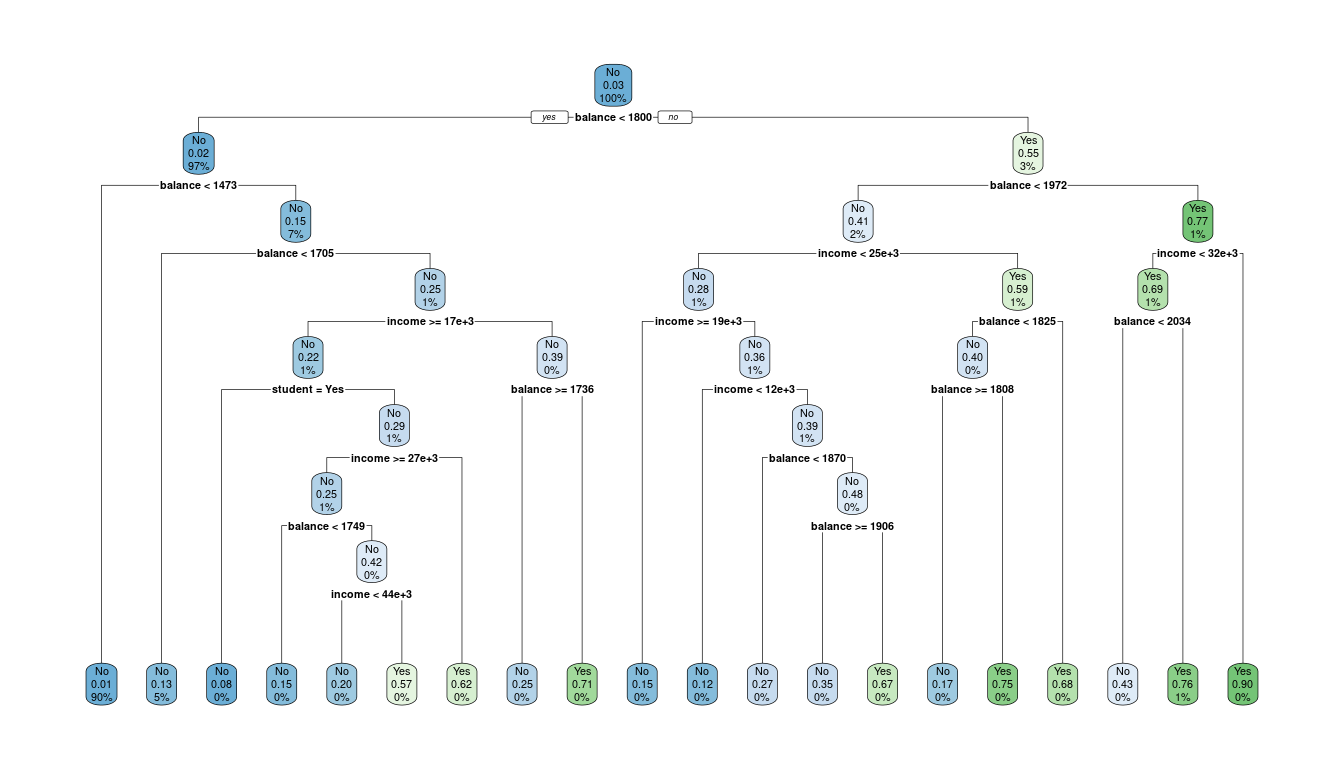 No
0.03
100%
yes balance < 1800 no
No
0.02
97%
Yes
0.55
3%
balance < 1473
balance < 1972
No
0.15
7%
No
0.41
2%
Yes
0.77
1%
balance < 1705
income < 25e+3
income < 32e+3
No
0.25
1%
No
0.28
1%
Yes
0.59
1%
Yes
0.69
1%
income >= 17e+3
income >= 19e+3
balance < 1825
balance < 2034
No
0.22
1%
No
0.39
0%
No
0.36
1%
No
0.40
0%
student = Yes
balance >= 1736
income < 12e+3
balance >= 1808
No
0.29
1%
No
0.39
1%
income >= 27e+3
balance < 1870
No
0.25
1%
No
0.48
0%
balance < 1749
balance >= 1906
No
0.42
0%
income < 44e+3
No
0.01
90%
No
0.13
5%
No
0.08
0%
No
0.15
0%
No
0.20
0%
Yes
0.57
0%
Yes
0.62
0%
No
0.25
0%
Yes
0.71
0%
No
0.15
0%
No
0.12
0%
No
0.27
0%
No
0.35
0%
Yes
0.67
0%
No
0.17
0%
Yes
0.75
0%
Yes
0.68
0%
No
0.43
0%
Yes
0.76
1%
Yes
0.90
0%